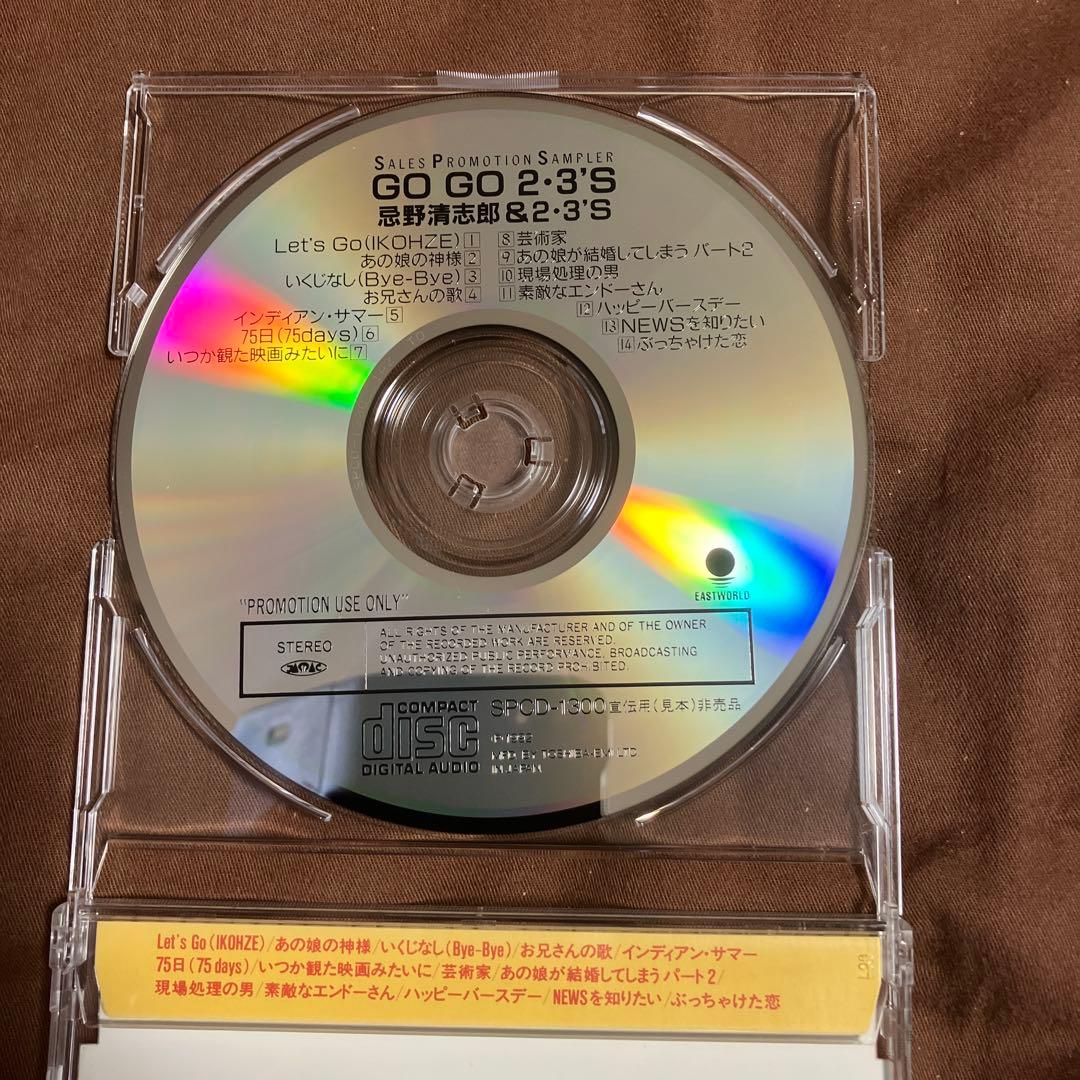 SALES PROMOTION SAMPLER
GO GO 2・3'S
忌野清志郎&2・3'S
Let's Go(IKOHZE) 1
あの娘の神様 2
いくじなし(Bye-Bye) 3
お兄さんの歌 4
インディアン・サマー 5
75日(75days) 6
いつか観た映画みたいに 7
8 芸術家
9 あの娘が結婚してしまう パート2
10 現場処理の男
11 素敵なエンドーさん
12 ハッピーバースデー
13 NEWSを知りたい
14 ぶっちゃけた恋
EASTWORLD
"PROMOTION USE ONLY"
STEREO
JASRAC
ALL RIGHTS OF THE MANUFACTURER AND OF THE OWNER
OF THE RECORDED WORK ARE RESERVED.
UNAUTHORIZED PUBLIC PERFORMANCE, BROADCASTING
AND COPYING OF THE RECORD PROHIBITED.
COMPACT
disc
DIGITAL AUDIO
SPCD-1300 宣伝用(見本)非売品
Ⓟ1992
MFD BY TOSHIBA-EMI LTD
IN JAPAN
Let's Go(IKOHZE)/あの娘の神様/いくじなし(Bye-Bye)/お兄さんの歌/インディアン・サマー
75日(75days)/いつか観た映画みたいに/芸術家/あの娘が結婚してしまう パート2/
現場処理の男/素敵なエンドーさん/ハッピーバースデー/NEWSを知りたい/ぶっちゃけた恋